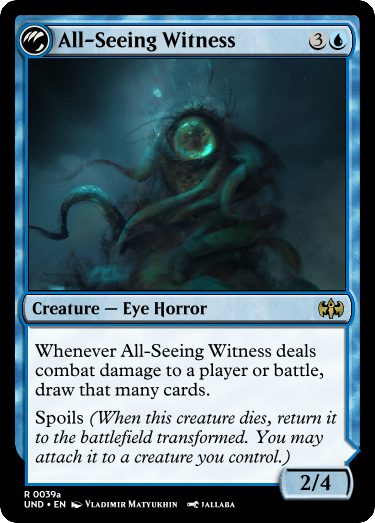 All-Seeing Witness 3
Creature — Eye Horror
Whenever All-Seeing Witness deals
combat damage to a player or battle,
draw that many cards.
Spoils (When this creature dies, return it
to the battlefield transformed. You may
attach it to a creature you control.)
2/4
R 0039a
UND • EN Vladimir Matyukhin jallaba